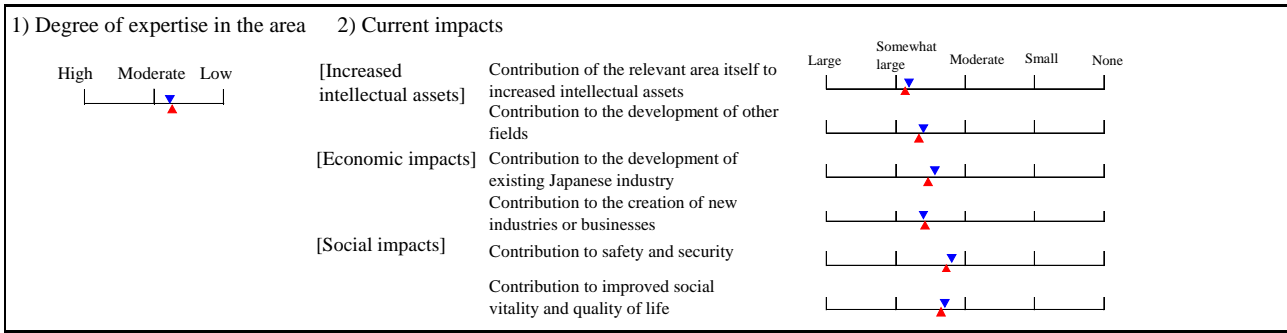 1) Degree of expertise in the area 2) Current impacts
High Moderate Low
[Increased
intellectual assets]
Contribution of the relevant area itself to
increased intellectual assets
Large Somewhat
large Moderate Small None
Contribution to the development of other
fields
[Economic impacts]
Contribution to the development of
existing Japanese industry
Contribution to the creation of new
industries or businesses
[Social impacts]
Contribution to safety and security
Contribution to improved social
vitality and quality of life